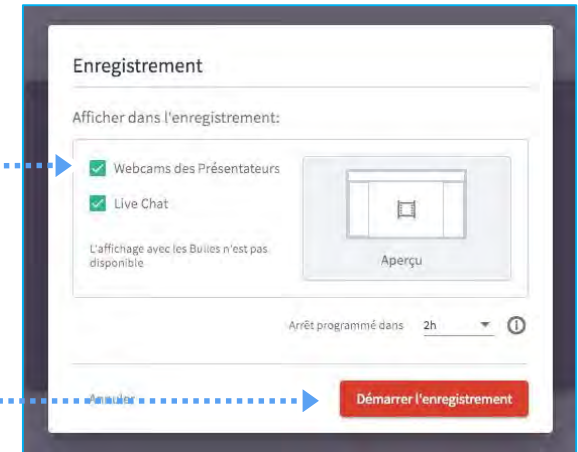 Enregistrement
Afficher dans l'enregistrement:
Webcams des Présentateurs
Live Chat
L'affichage avec les Bulles n'est pas
disponible
Aperçu
Arrêt programmé dans 2h
Annuler
Démarrer l'enregistrement